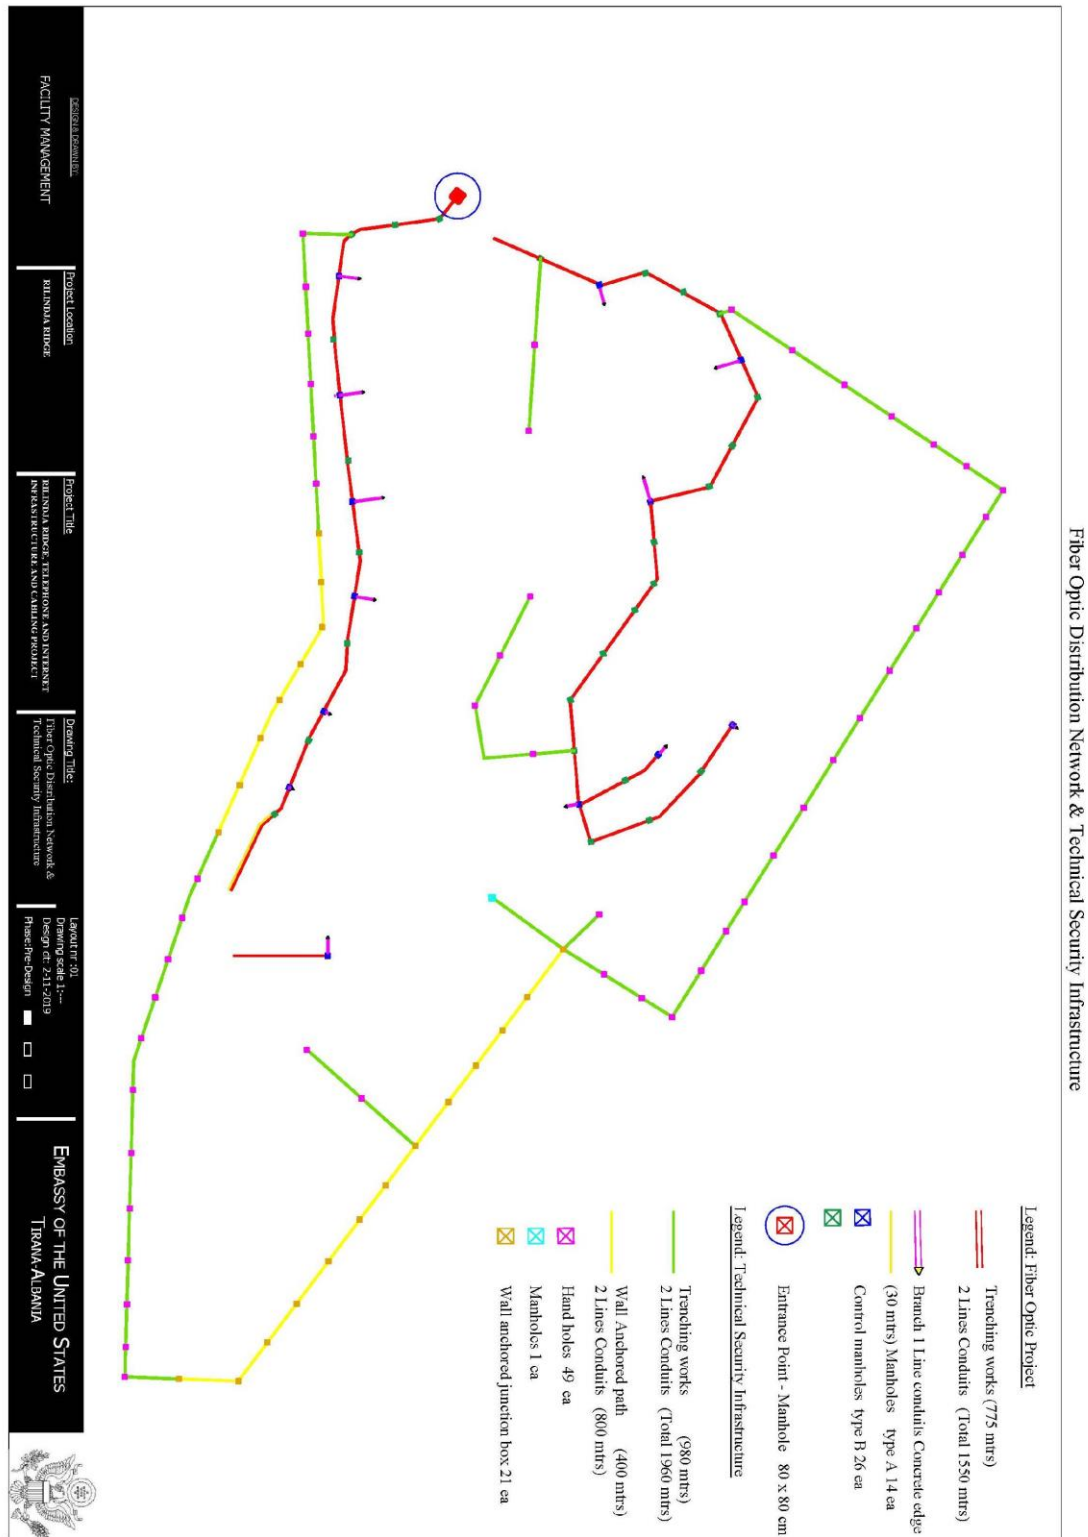 Fiber Optic Distribution Network & Technical Security Infrastructure
Legend: Fiber Optic Project
Trenching works (775 mtrs)
2 Lines Conduits (Total 1550 mtrs)
Branch 1 Line conduits Concrete edge
(30 mtrs) Manholes type A 14 ea
Control manholes type B 26 ea
Entrance Point - Manhole 80 x 80 cm
Legend: Technical Security Infrastructure
Trenching works (980 mtrs)
2 Lines Conduits (Total 1960 mtrs)
Wall Anchored path (400 mtrs)
2 Lines Conduits (800 mtrs)
Hand holes 49 ea
Manholes 1 ea
Wall anchored junction box 21 ea
DESIGN & DRAWN BY:
FACILITY MANAGEMENT
Project Location
RILINDJA RIDGE
Project Title
RILINDJA RIDGE, TELEPHONE AND INTERNET
INFRASTRUCTURE AND CABLING PROJECT
Drawing Title:
Fiber Optic Distribution Network &
Technical Security Infrastructure
Layout nr :01
Drawing scale 1:---
Design dt: 2-11-2019
Phase:Pre-Design
EMBASSY OF THE UNITED STATES
TIRANA-ALBANIA